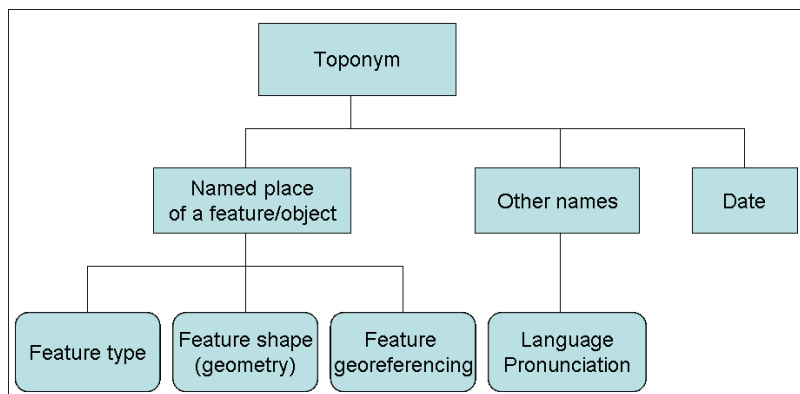 Toponym
Named place
of a feature/object
Other names
Date
Feature type
Feature shape
(geometry)
Feature
georeferencing
Language
Pronunciation